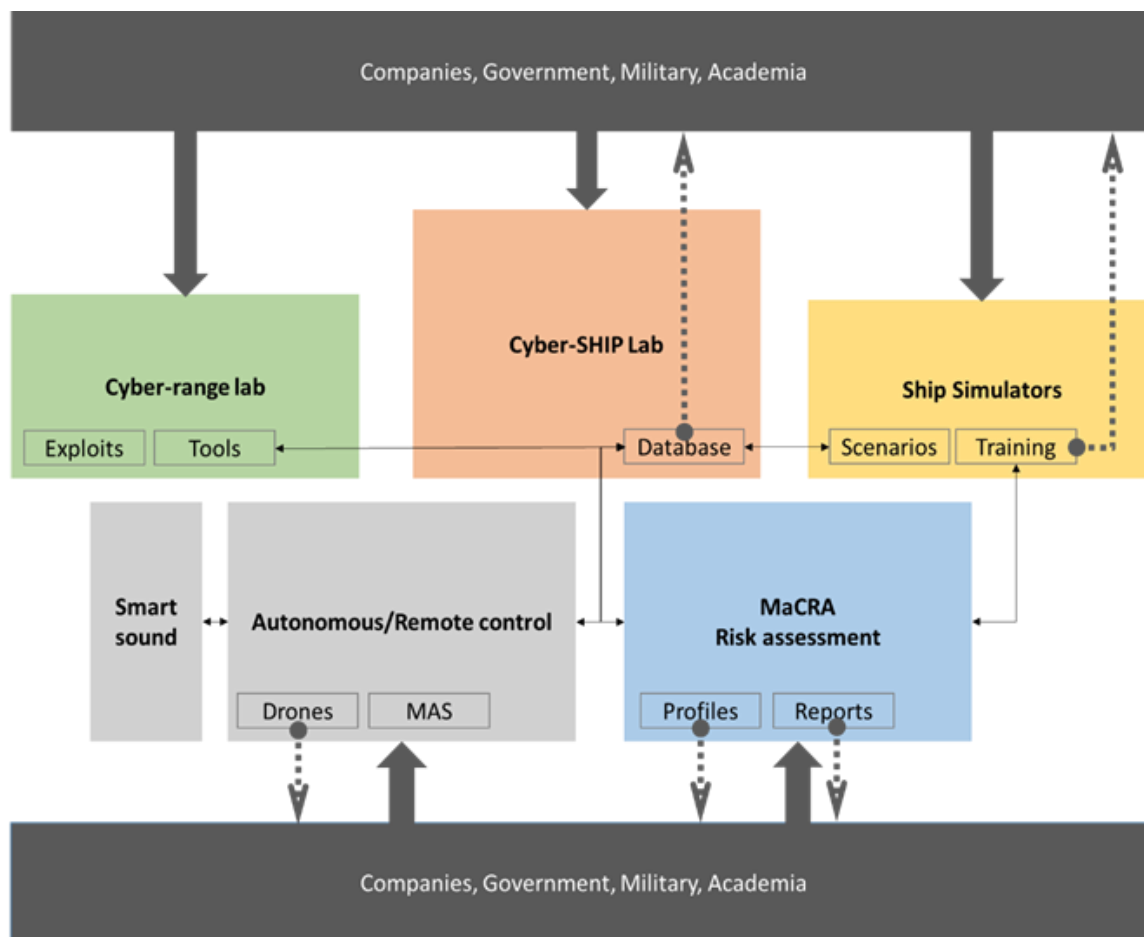 Companies, Government, Military, Academia
Cyber-SHIP Lab
Cyber-range lab
Ship Simulators
Exploits
Tools
Database
Scenarios
Training
Smart
sound
Autonomous/Remote control
MaCRA
Risk assessment
Drones
MAS
Profiles
Reports
Companies, Government, Military, Academia